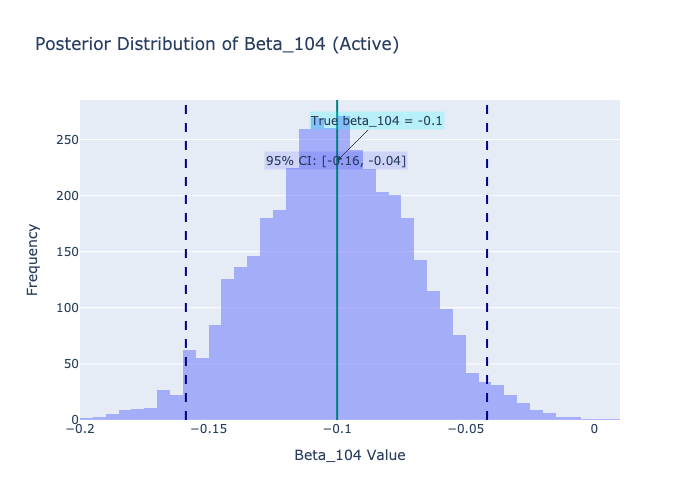 Posterior Distribution of Beta_104 (Active)
True beta_104 = -0.1
95% CI: [-0.16, -0.04]
250
200
150
100
50
0
Frequency
−0.2 −0.15 −0.1 −0.05 0
Beta_104 Value